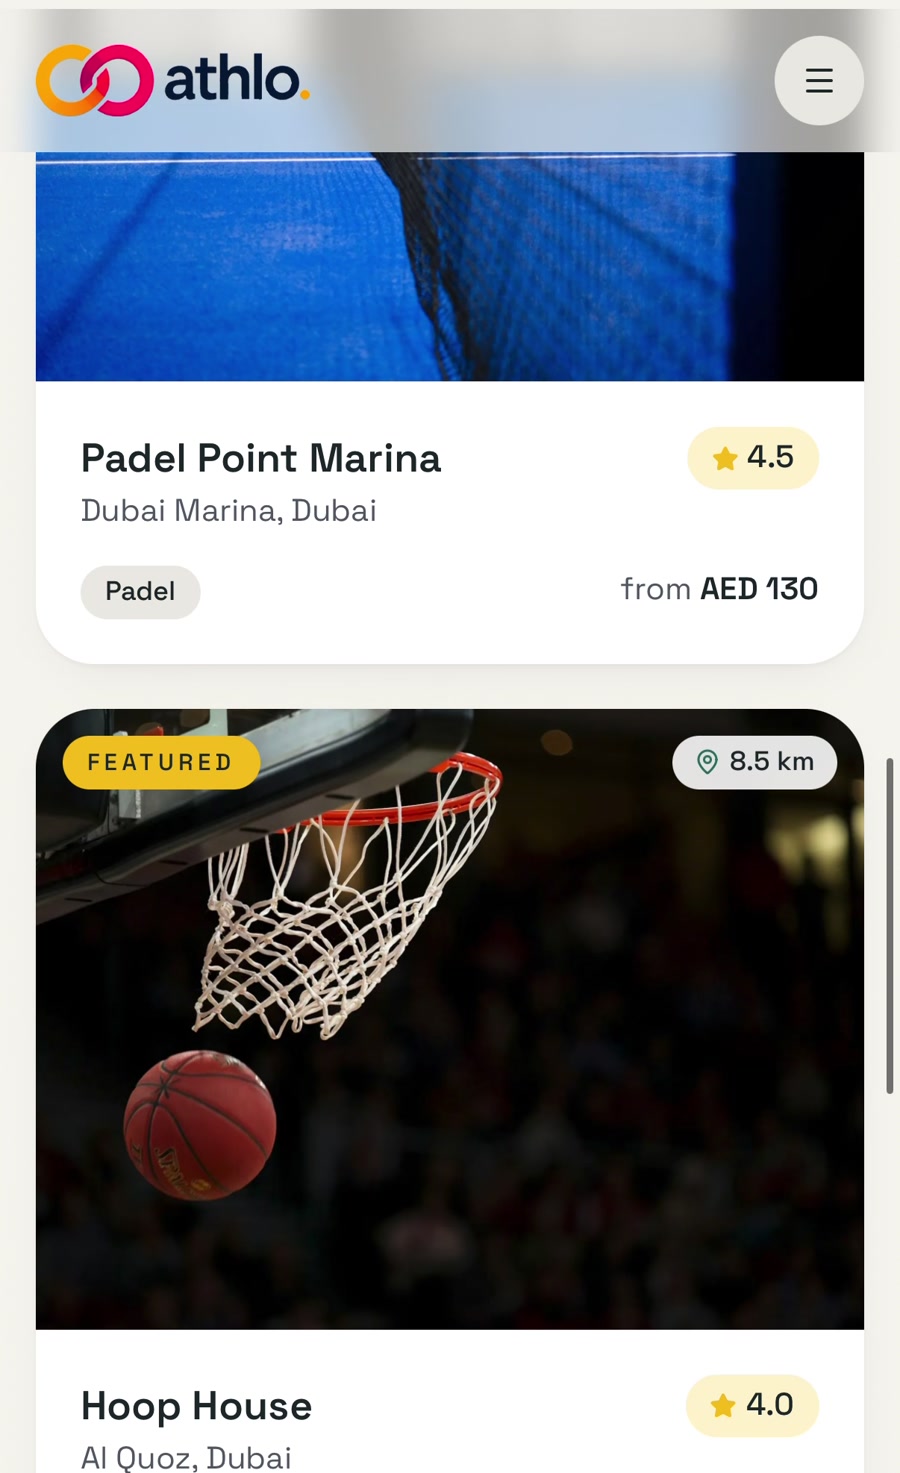 athlo.
Padel Point Marina
4.5
Dubai Marina, Dubai
Padel
from AED 130
FEATURED
8.5 km
Hoop House
4.0
Al Quoz, Dubai